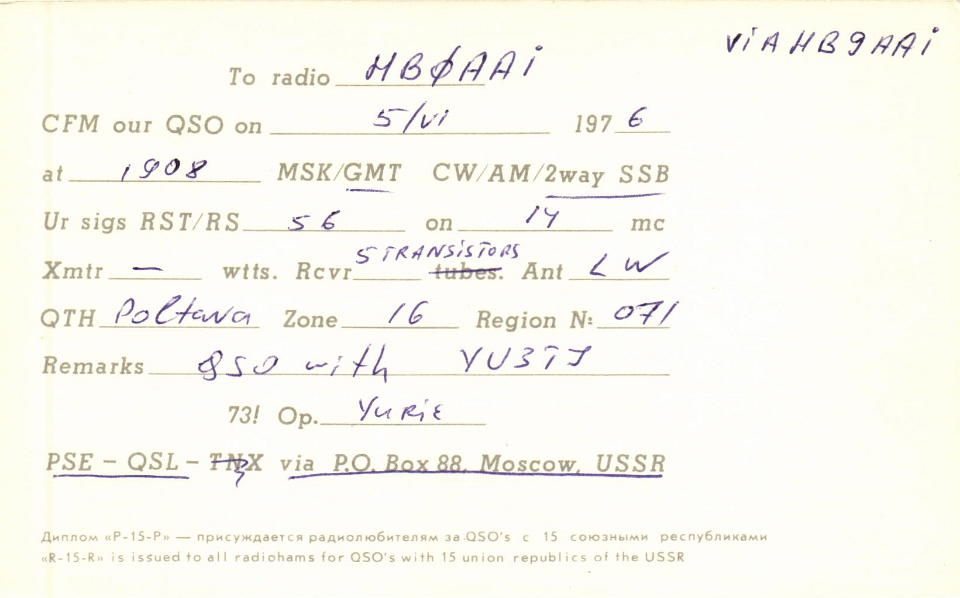 VIA HB9AAI
To radio HBØAAI
CFM our QSO on 5/VI 1976
at 1908 MSK/GMT CW/AM/2way SSB
Ur sigs RST/RS 56 on 14 mc
Xmtr — wtts. Rcvr 5 TRANSiSTORS tubes. Ant LW
QTH Poltava Zone 16 Region N: 071
Remarks QSO with YU3TJ
73! Op. YuRiE
PSE – QSL – TNX via P.O. Box 88, Moscow, USSR
Диплом «Р-15-Р» — присуждается радиолюбителям за QSO's с 15 союзными республиками
«R-15-R» is issued to all radiohams for QSO's with 15 union republics of the USSR